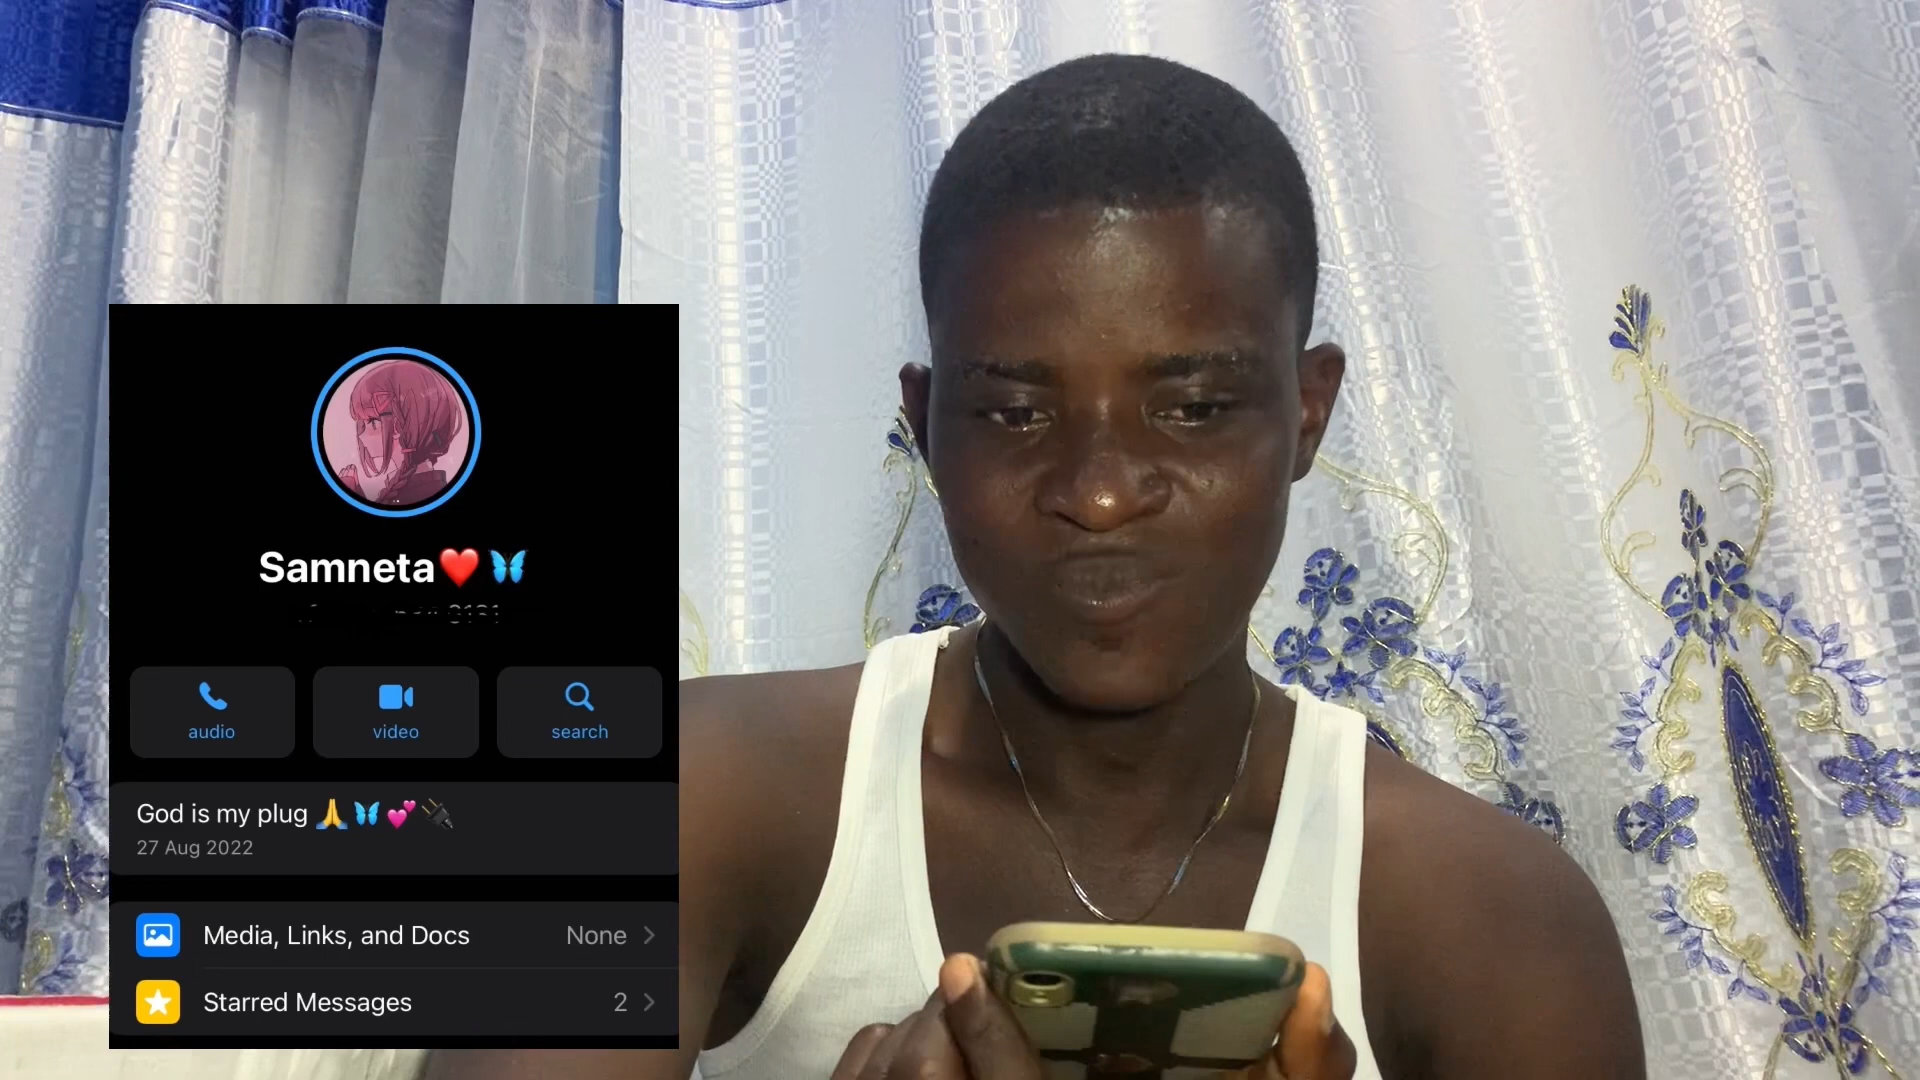 Samneta❤️🦋
audio
video
search
God is my plug 🙏🦋💕🔌
27 Aug 2022
Media, Links, and Docs
None
Starred Messages
2